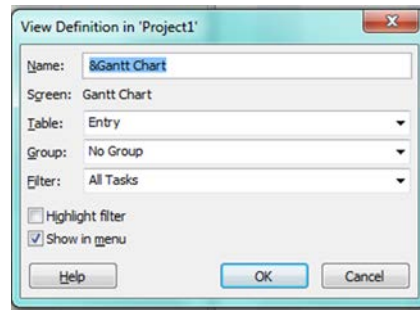 View Definition in 'Project1'
Name: &Gantt Chart
Screen: Gantt Chart
Table: Entry
Group: No Group
Filter: All Tasks
Highlight filter
Show in menu
Help OK Cancel